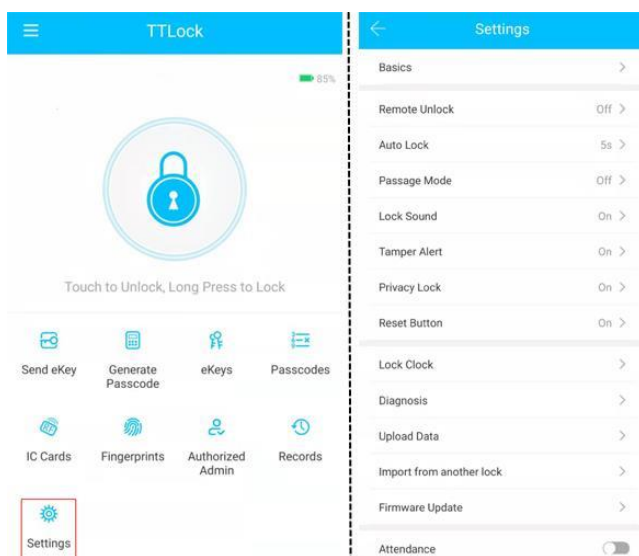 TTLock
85%
Touch to Unlock, Long Press to Lock
Send eKey
Generate
Passcode
eKeys
Passcodes
IC Cards
Fingerprints
Authorized
Admin
Records
Settings
Settings
Basics
Remote Unlock Off
Auto Lock 5s
Passage Mode Off
Lock Sound On
Tamper Alert On
Privacy Lock On
Reset Button On
Lock Clock
Diagnosis
Upload Data
Import from another lock
Firmware Update
Attendance